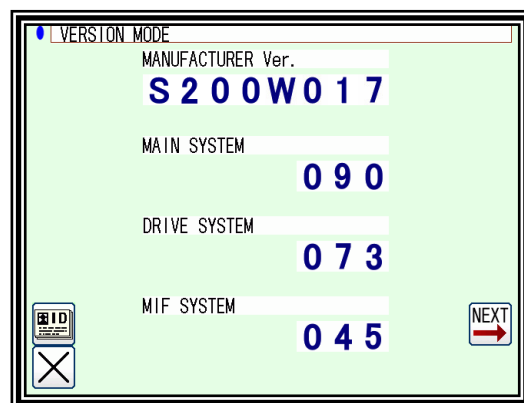 VERSION MODE
MANUFACTURER Ver.
S200W017
MAIN SYSTEM
090
DRIVE SYSTEM
073
MIF SYSTEM
045
ID
NEXT